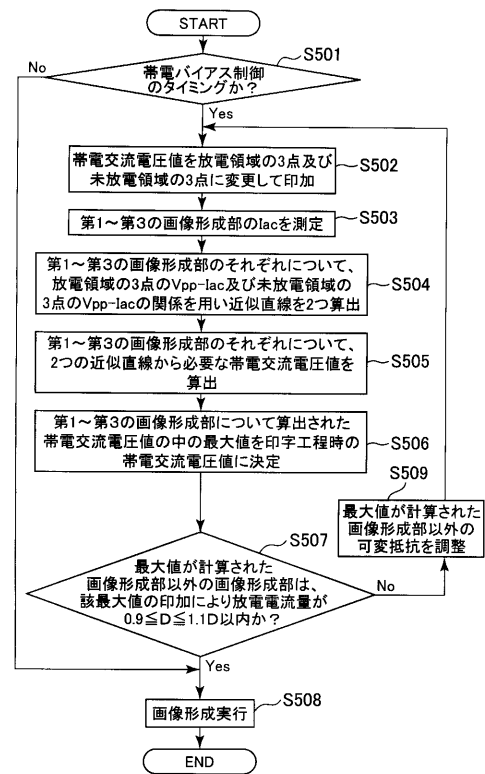 START
帯電バイアス制御
のタイミングか？
S501
No
Yes
帯電交流電圧値を放電領域の3点及び
未放電領域の3点に変更して印加
S502
第1～第3の画像形成部のIacを測定
S503
第1～第3の画像形成部のそれぞれについて、
放電領域の3点のVpp-Iac及び未放電領域の
3点のVpp-Iacの関係を用い近似直線を2つ算出
S504
第1～第3の画像形成部のそれぞれについて、
2つの近似直線から必要な帯電交流電圧値を
算出
S505
第1～第3の画像形成部について算出された
帯電交流電圧値の中の最大値を印字工程時の
帯電交流電圧値に決定
S506
S509
最大値が計算された
画像形成部以外の
可変抵抗を調整
S507
最大値が計算された
画像形成部以外の画像形成部は、
該最大値の印加により放電電流量が
0.9≦D≦1.1D以内か？
No
Yes
S508
画像形成実行
END